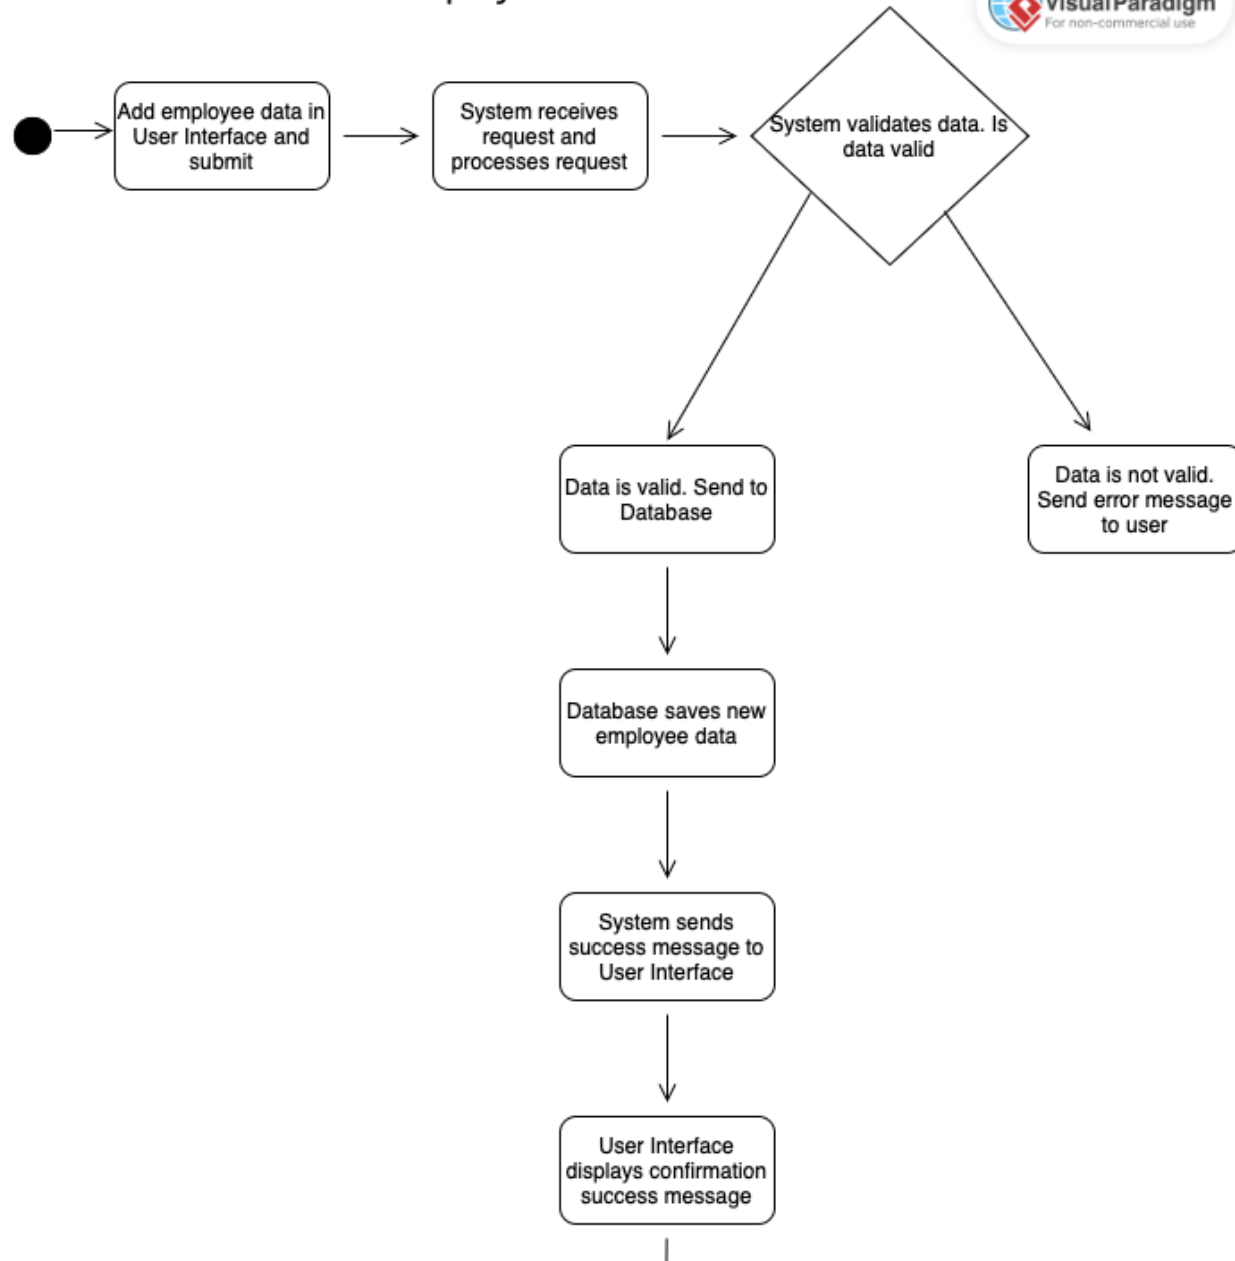 VisualParadigm
For non-commercial use
Add employee data in
User Interface and
submit
System receives
request and
processes request
System validates data. Is
data valid
Data is valid. Send to
Database
Data is not valid.
Send error message
to user
Database saves new
employee data
System sends
success message to
User Interface
User Interface
displays confirmation
success message